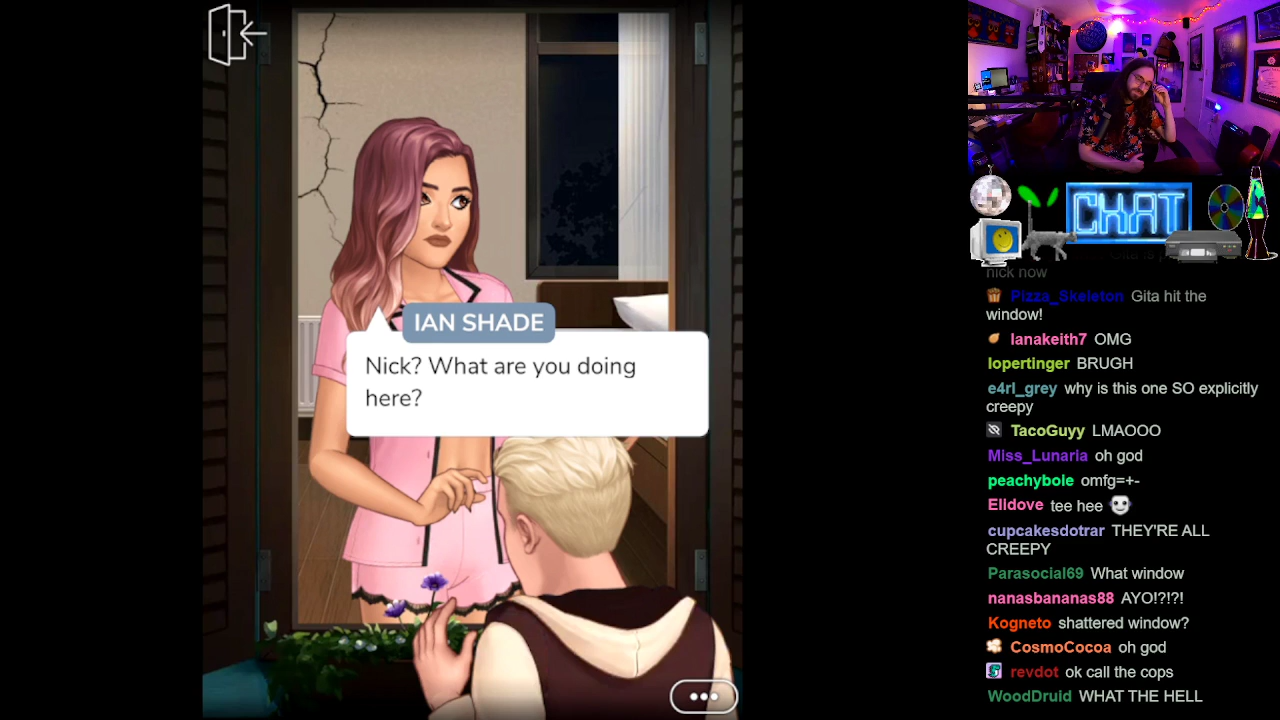 IAN SHADE
Nick? What are you doing
here?
CHAT
nick now
Pizza_Skeleton Gita hit the
window!
lanakeith7 OMG
lopertinger BRUGH
e4rl_grey why is this one SO explicitly
creepy
TacoGuyy LMAOOO
Miss_Lunaria oh god
peachybole omfg=+-
Elldove tee hee
cupcakesdotrar THEY'RE ALL
CREEPY
Parasocial69 What window
nanasbananas88 AYO!?!?!
Kogneto shattered window?
CosmoCocoa oh god
revdot ok call the cops
WoodDruid WHAT THE HELL